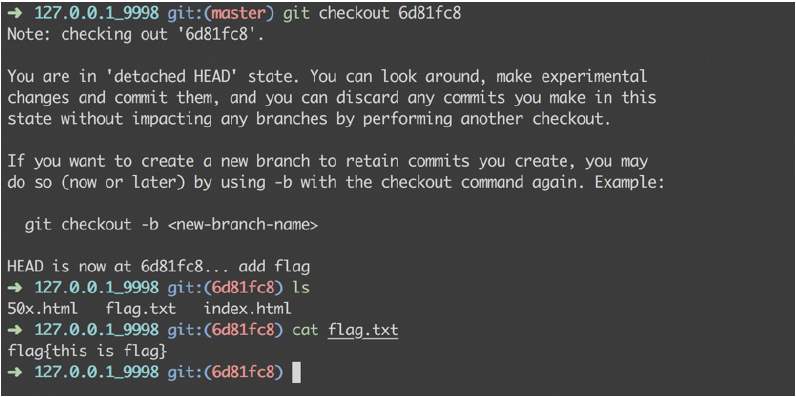 ➜ 127.0.0.1_9998 git:(master) git checkout 6d81fc8
Note: checking out '6d81fc8'.
You are in 'detached HEAD' state. You can look around, make experimental
changes and commit them, and you can discard any commits you make in this
state without impacting any branches by performing another checkout.
If you want to create a new branch to retain commits you create, you may
do so (now or later) by using -b with the checkout command again. Example:
git checkout -b <new-branch-name>
HEAD is now at 6d81fc8... add flag
➜ 127.0.0.1_9998 git:(6d81fc8) ls
50x.html flag.txt index.html
➜ 127.0.0.1_9998 git:(6d81fc8) cat flag.txt
flag{this is flag}
➜ 127.0.0.1_9998 git:(6d81fc8)